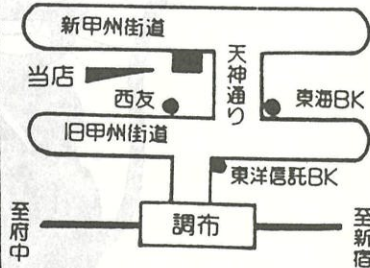 新甲州街道
当店
天神通り
西友
東海BK
旧甲州街道
東洋信託BK
至府中
調布
至新宿